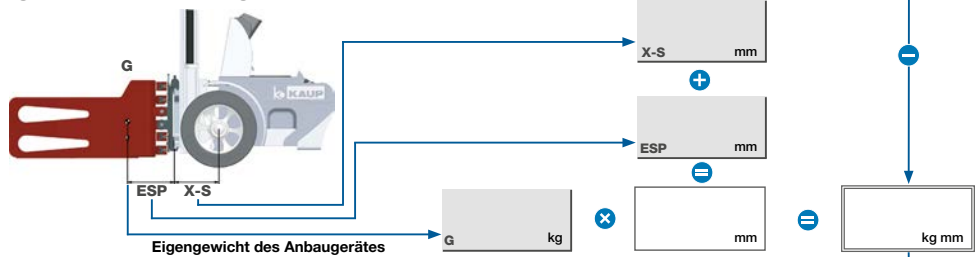 X-S mm
G
KAUP
ESP mm
ESP X-S
G kg
mm
kg mm
Eigengewicht des Anbaugerätes